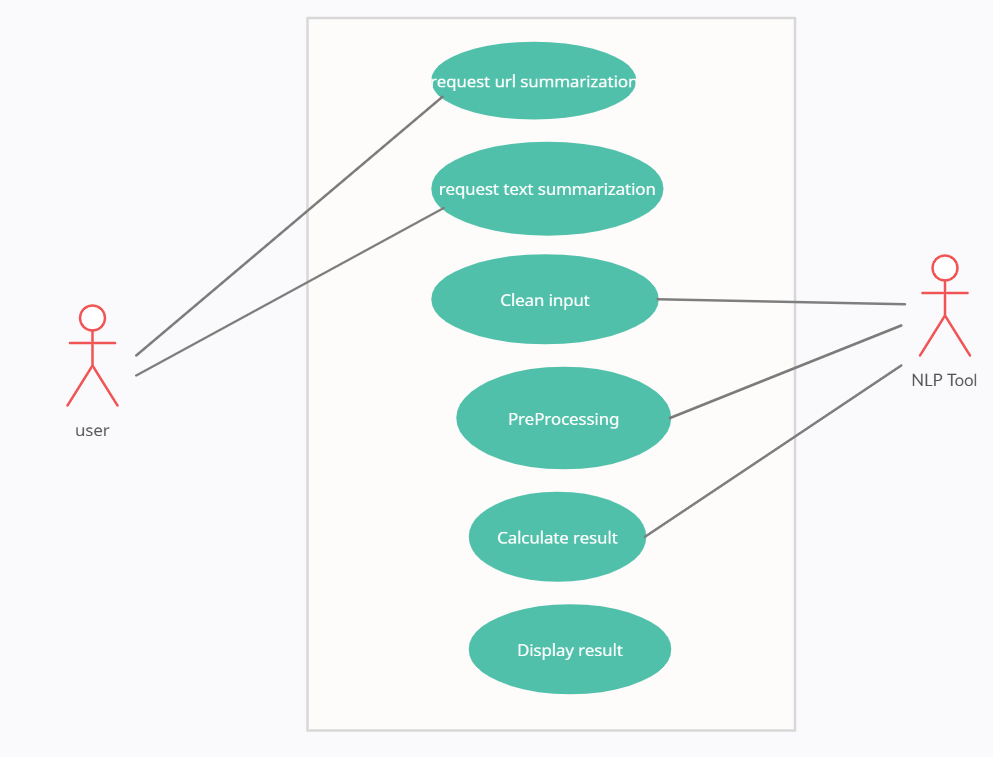 request url summarization
request text summarization
Clean input
PreProcessing
Calculate result
Display result
user
NLP Tool